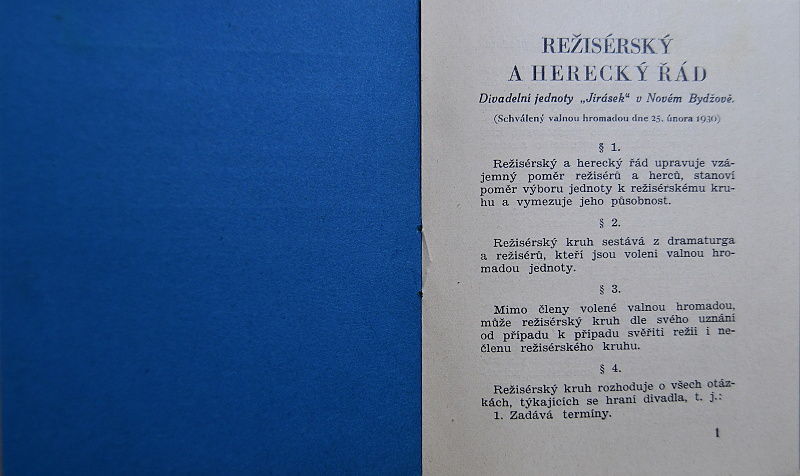 REŽISÉRSKÝ
A HERECKÝ ŘÁD
Divadelní jednoty „Jirásek“ v Novém Bydžově.
(Schválený valnou hromadou dne 25. února 1930)
§ 1.
Režisérský a herecký řád upravuje vzá-
jemný poměr režisérů a herců, stanoví
poměr výboru jednoty k režisérskému kru-
hu a vymezuje jeho působnost.
§ 2.
Režisérský kruh sestává z dramaturga
a režisérů, kteří jsou voleni valnou hro-
madou jednoty.
§ 3.
Mimo členy volené valnou hromadou,
může režisérský kruh dle svého uznání
od případu k případu svěřiti režii i ne-
členu režisérského kruhu.
§ 4.
Režisérský kruh rozhoduje o všech otáz-
kách, týkajících se hraní divadla, t. j.:
1. Zadává termíny.
1